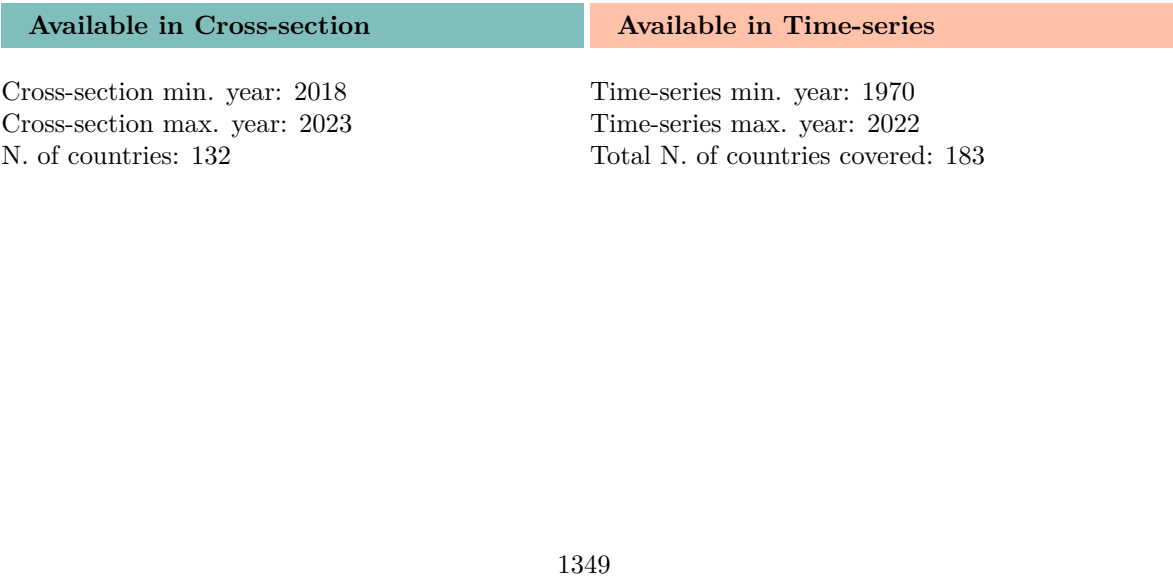 Available in Cross-section
Cross-section min. year: 2018
Cross-section max. year: 2023
N. of countries: 132
Available in Time-series
Time-series min. year: 1970
Time-series max. year: 2022
Total N. of countries covered: 183
1349